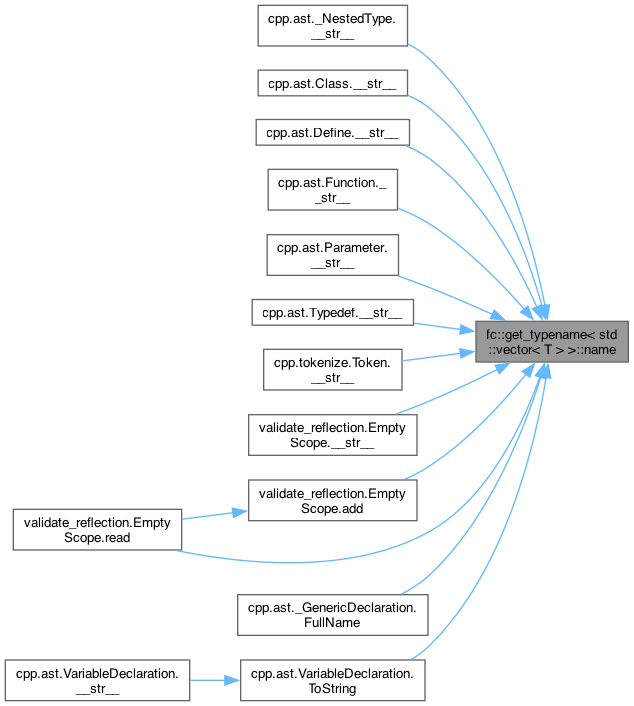 cpp.ast._NestedType.
__str__
cpp.ast.Class.__str__
cpp.ast.Define.__str__
cpp.ast.Function._
_str__
cpp.ast.Parameter.
__str__
cpp.ast.Typedef.__str__
fc::get_typename< std
::vector< T > >::name
cpp.tokenize.Token.
__str__
validate_reflection.Empty
Scope.__str__
validate_reflection.Empty
Scope.add
validate_reflection.Empty
Scope.read
cpp.ast._GenericDeclaration.
FullName
cpp.ast.VariableDeclaration.
__str__
cpp.ast.VariableDeclaration.
ToString